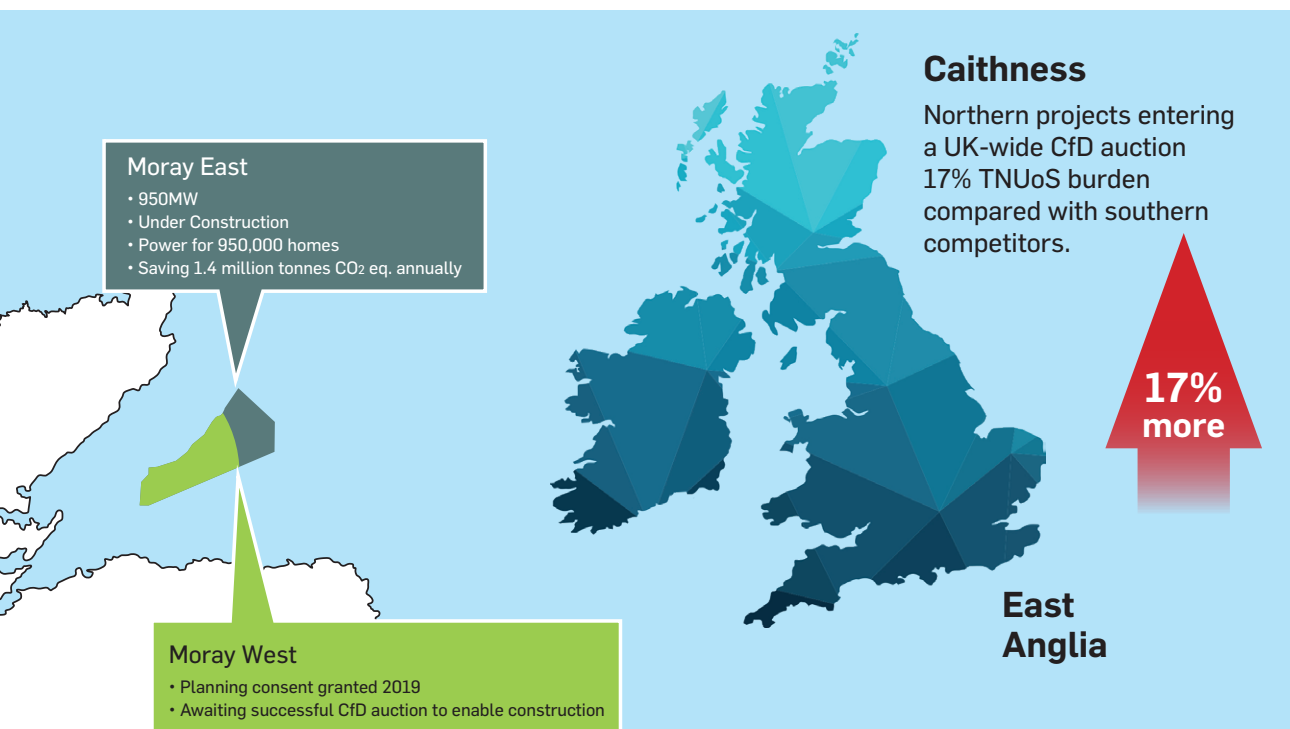 Moray East
• 950MW
• Under Construction
• Power for 950,000 homes
• Saving 1.4 million tonnes CO2 eq. annually
Caithness
Northern projects entering
a UK-wide CfD auction
17% TNUoS burden
compared with southern
competitors.
17%
more
East
Anglia
Moray West
• Planning consent granted 2019
• Awaiting successful CfD auction to enable construction